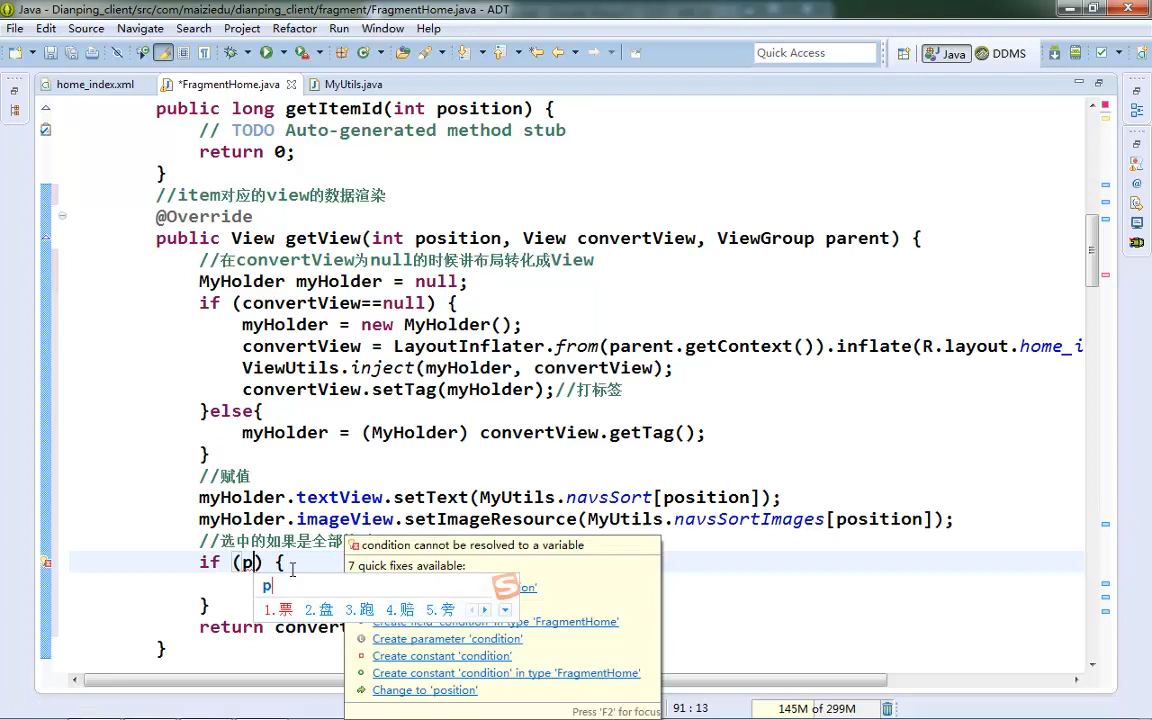 Java - Dianping_client/src/com/maiziedu/dianping_client/fragment/FragmentHome.java - ADT
File Edit Source Navigate Search Project Refactor Run Window Help
Quick Access
Java
DDMS
home_index.xml
*FragmentHome.java
MyUtils.java
public long getItemId(int position) {
// TODO Auto-generated method stub
return 0;
}
//item对应的view的数据渲染
@Override
public View getView(int position, View convertView, ViewGroup parent) {
//在convertView为null的时候讲布局转化成View
MyHolder myHolder = null;
if (convertView==null) {
myHolder = new MyHolder();
convertView = LayoutInflater.from(parent.getContext()).inflate(R.layout.home_i
ViewUtils.inject(myHolder, convertView);
convertView.setTag(myHolder);//打标签
}else{
myHolder = (MyHolder) convertView.getTag();
}
//赋值
myHolder.textView.setText(MyUtils.navsSort[position]);
myHolder.imageView.setImageResource(MyUtils.navsSortImages[position]);
//选中的如果是全部
condition cannot be resolved to a variable
if (p) {
7 quick fixes available:
p
on'
1.票 2.盘 3.跑 4.赔 5.旁
}
Create field 'condition' in type 'FragmentHome'
return convert
Create parameter 'condition'
}
Create constant 'condition'
Create constant 'condition' in type 'FragmentHome'
Change to 'position'
Press 'F2' for focus
91 : 13
145M of 299M